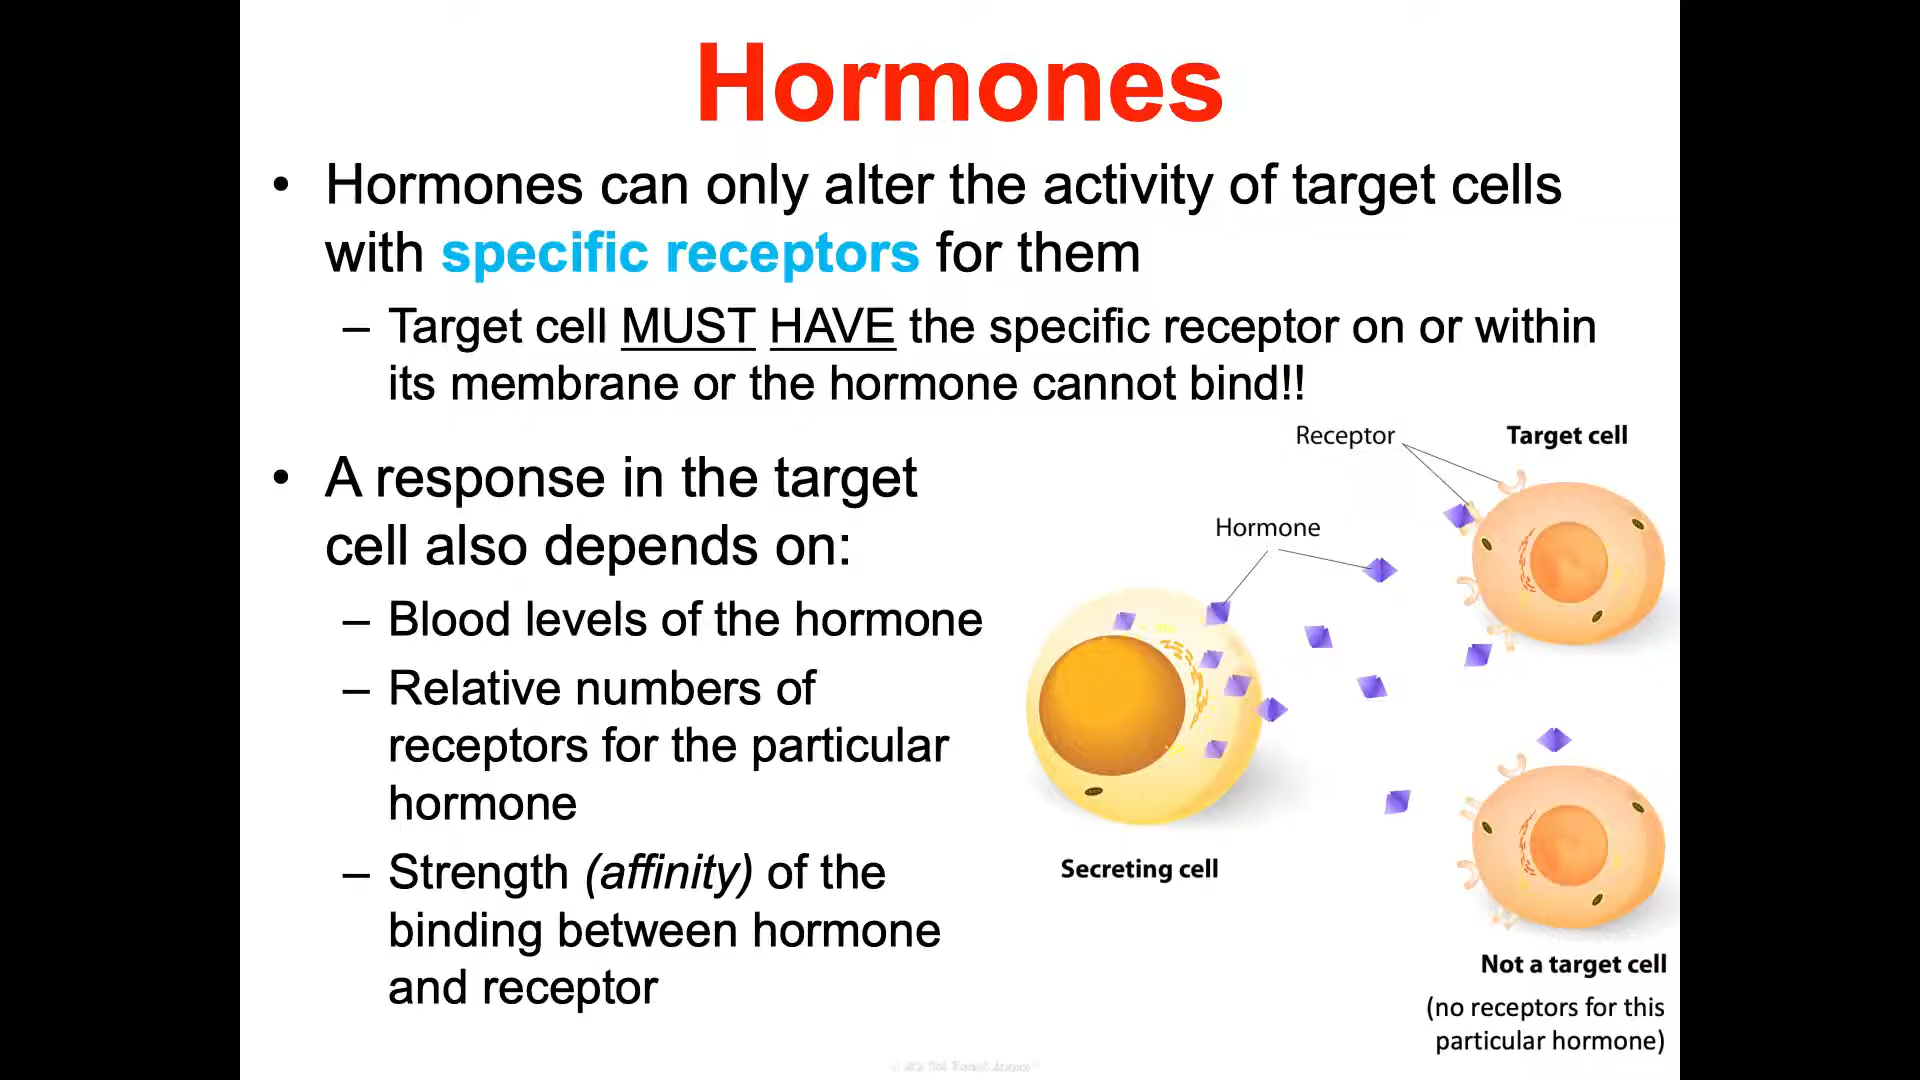 Hormones
• Hormones can only alter the activity of target cells
with specific receptors for them
– Target cell MUST HAVE the specific receptor on or within
its membrane or the hormone cannot bind!!
• A response in the target
cell also depends on:
– Blood levels of the hormone
– Relative numbers of
receptors for the particular
hormone
– Strength (affinity) of the
binding between hormone
and receptor
Receptor
Target cell
Hormone
Secreting cell
Not a target cell
(no receptors for this
particular hormone)